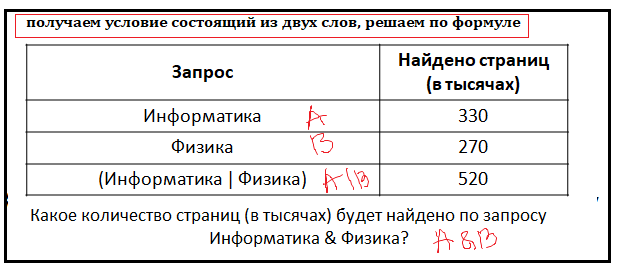 получаем условие состоящий из двух слов, решаем по формуле
Запрос Найдено страниц (в тысячах)
Информатика А 330
Физика В 270
(Информатика | Физика) А|В 520
Какое количество страниц (в тысячах) будет найдено по запросу
Информатика & Физика? А & В